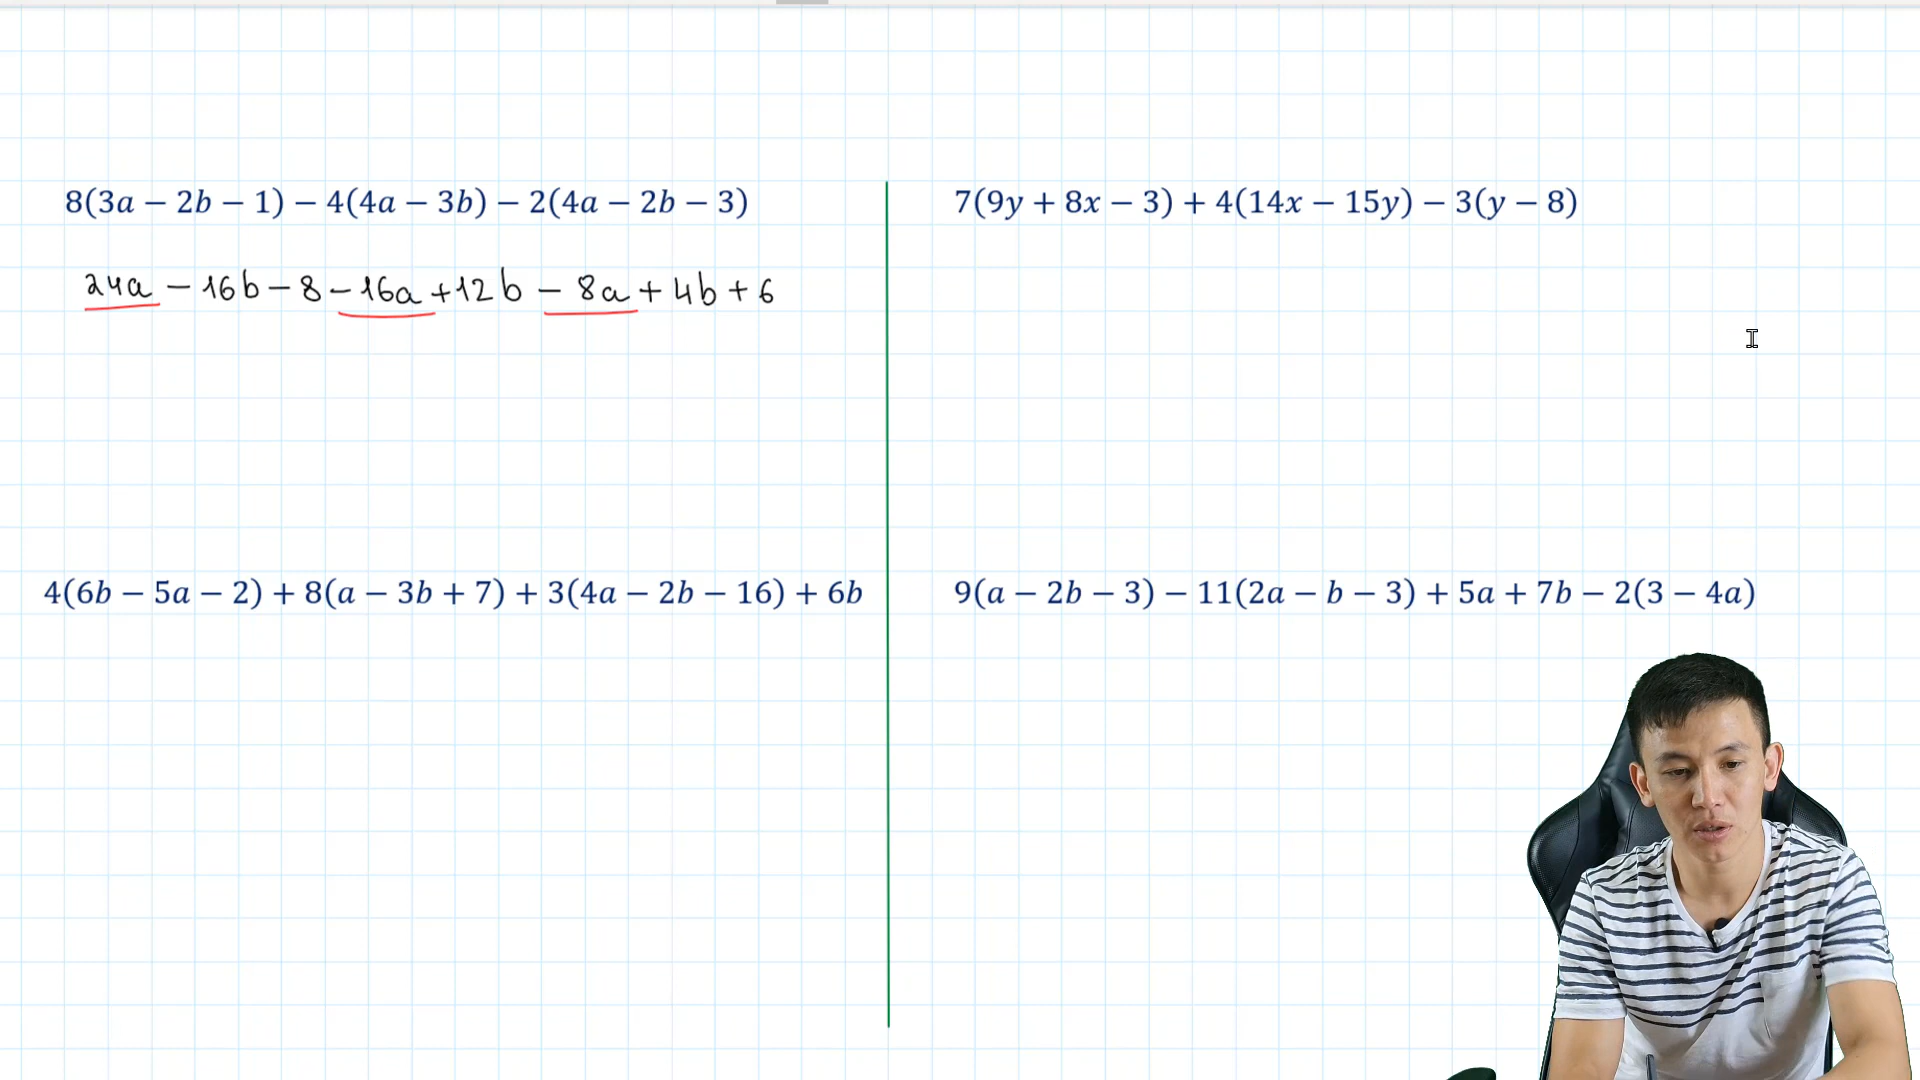 8(3a − 2b − 1) − 4(4a − 3b) − 2(4a − 2b − 3)
24a − 16b − 8 − 16a + 12b − 8a + 4b + 6
4(6b − 5a − 2) + 8(a − 3b + 7) + 3(4a − 2b − 16) + 6b
7(9y + 8x − 3) + 4(14x − 15y) − 3(y − 8)
9(a − 2b − 3) − 11(2a − b − 3) + 5a + 7b − 2(3 − 4a)